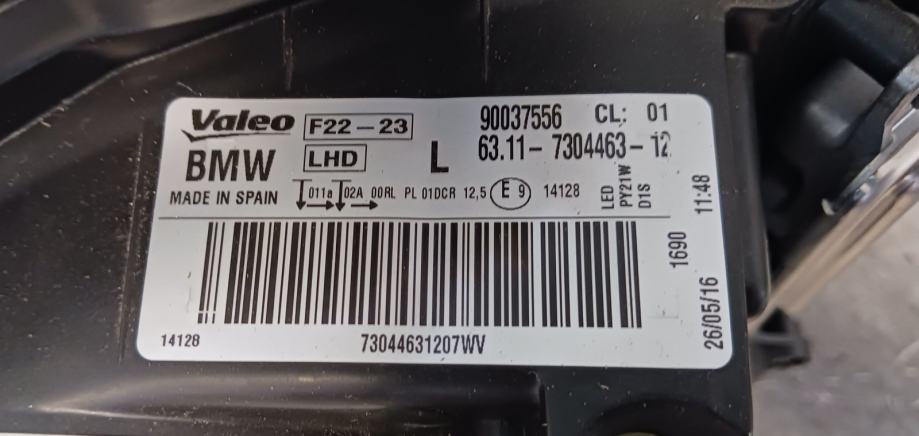 Valeo F22-23 90037556 CL: 01
BMW LHD L 63.11-7304463-12
MADE IN SPAIN 011a 02A 00RL PL 01DCR 12,5 E 9 14128
LED
PY21W
D1S
11:48
1690
26/05/16
14128 73044631207WV